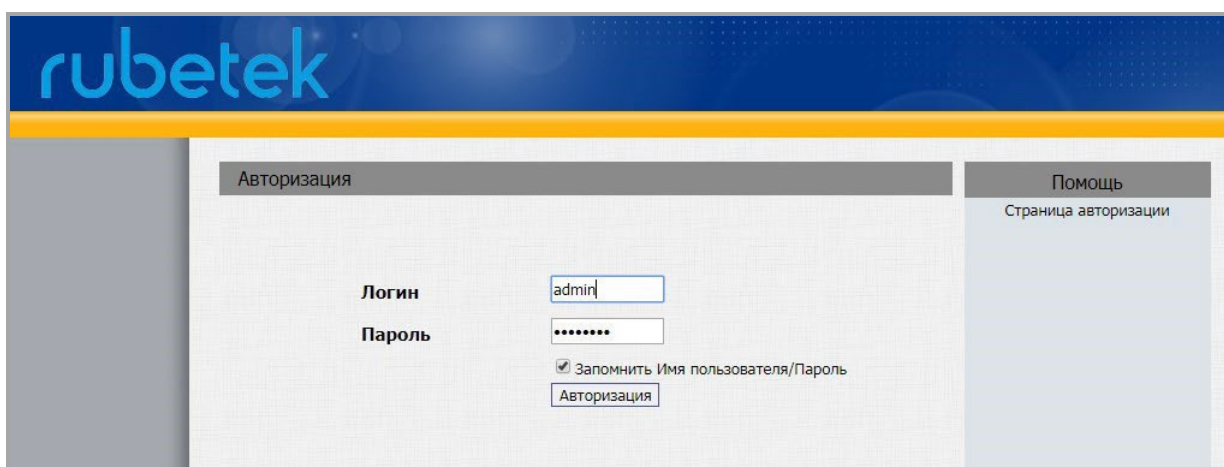 rubetek
Авторизация
Помощь
Страница авторизации
Логин
admin
Пароль
••••••••
Запомнить Имя пользователя/Пароль
Авторизация